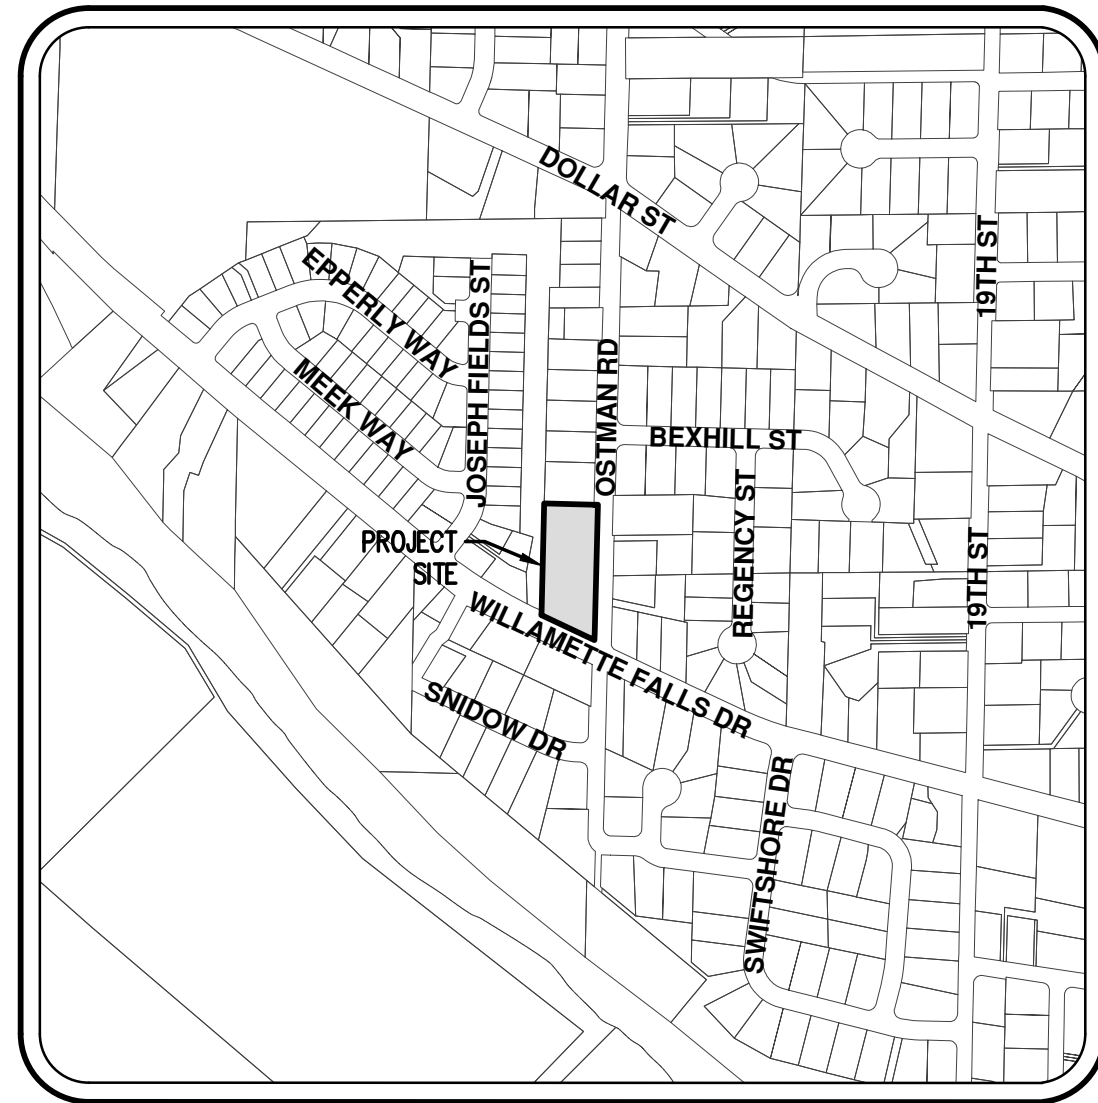 DOLLAR ST
19TH ST
EPPERLY WAY
JOSEPH FIELDS ST
MEEK WAY
OSTMAN RD
BEXHILL ST
REGENCY ST
PROJECT
SITE
19TH ST
WILLAMETTE FALLS DR
SNIDOW DR
SWIFTSHORE DR